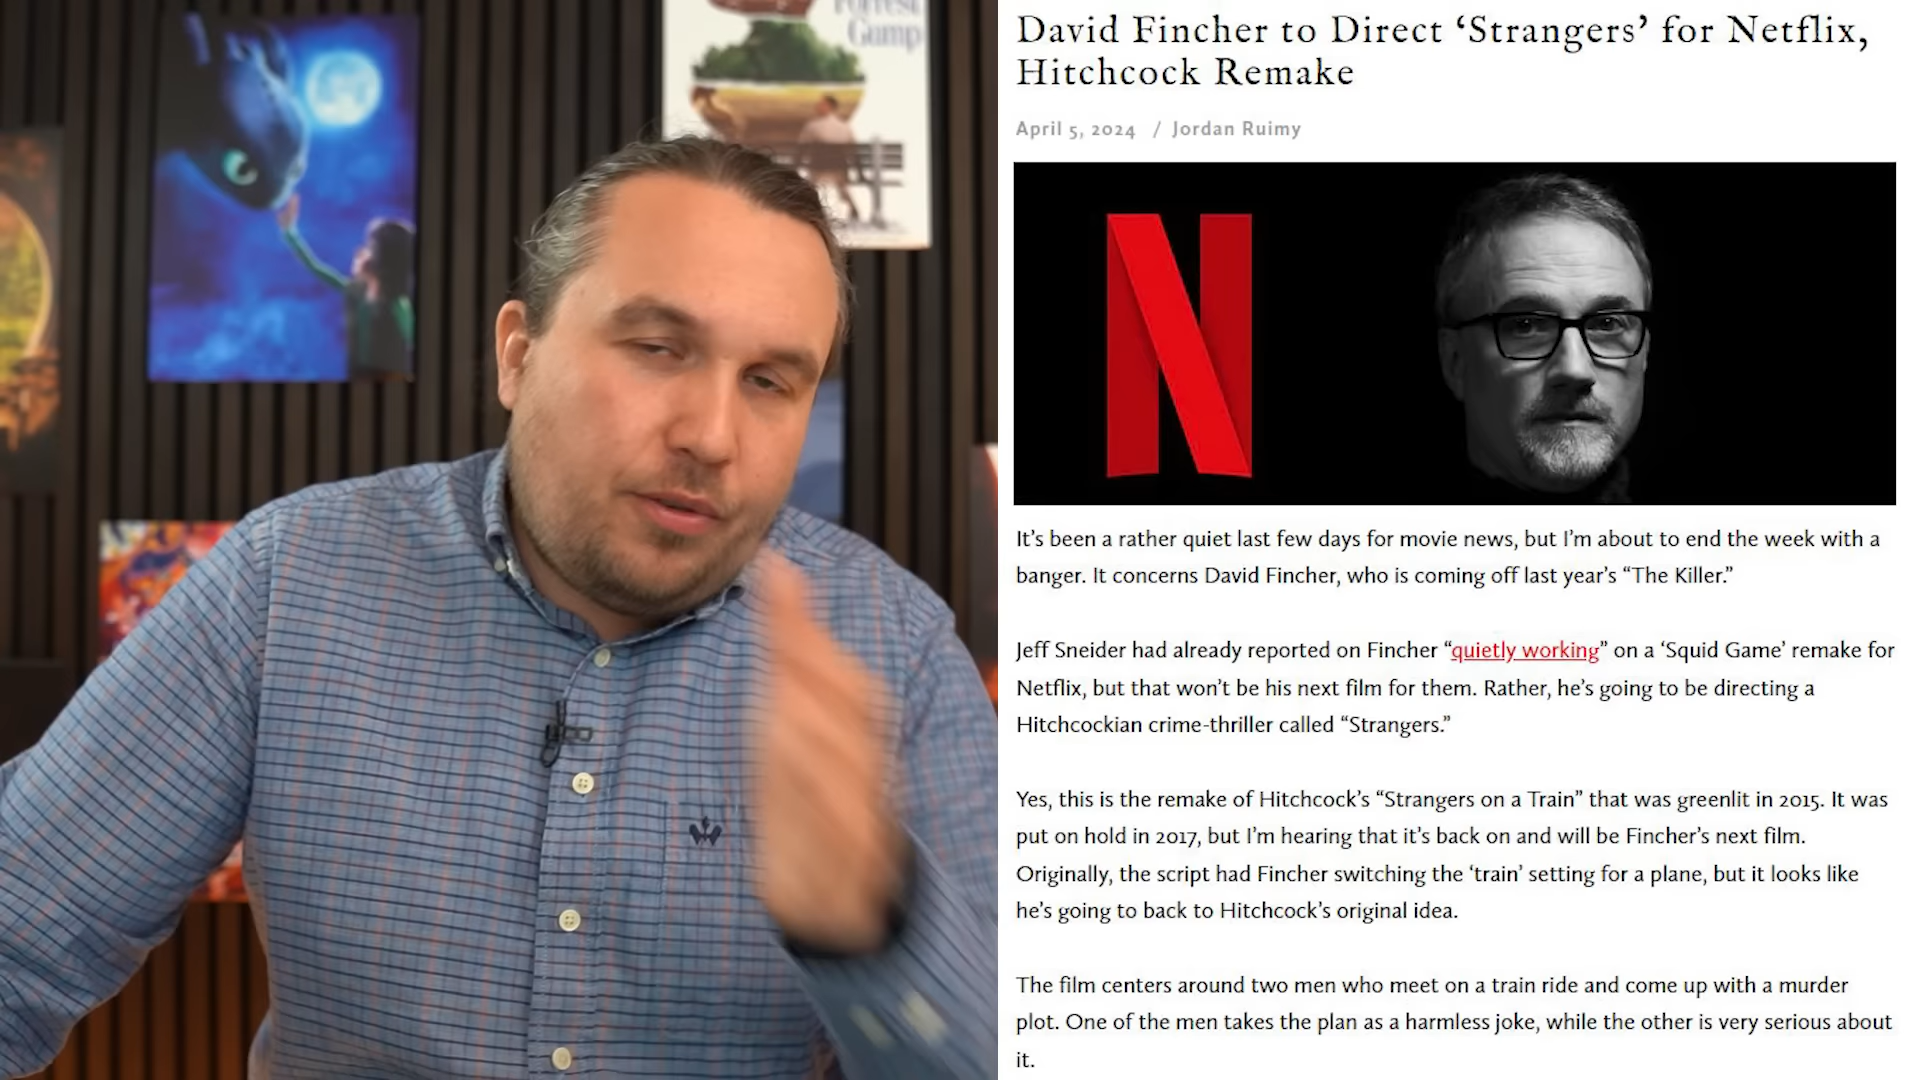 Forrest
Gump
David Fincher to Direct ‘Strangers’ for Netflix,
Hitchcock Remake
April 5, 2024 / Jordan Ruimy
It’s been a rather quiet last few days for movie news, but I’m about to end the week with a
banger. It concerns David Fincher, who is coming off last year’s “The Killer.”
Jeff Sneider had already reported on Fincher “quietly working” on a ‘Squid Game’ remake for
Netflix, but that won’t be his next film for them. Rather, he’s going to be directing a
Hitchcockian crime-thriller called “Strangers.”
Yes, this is the remake of Hitchcock’s “Strangers on a Train” that was greenlit in 2015. It was
put on hold in 2017, but I’m hearing that it’s back on and will be Fincher’s next film.
Originally, the script had Fincher switching the ‘train’ setting for a plane, but it looks like
he’s going to back to Hitchcock’s original idea.
The film centers around two men who meet on a train ride and come up with a murder
plot. One of the men takes the plan as a harmless joke, while the other is very serious about
it.